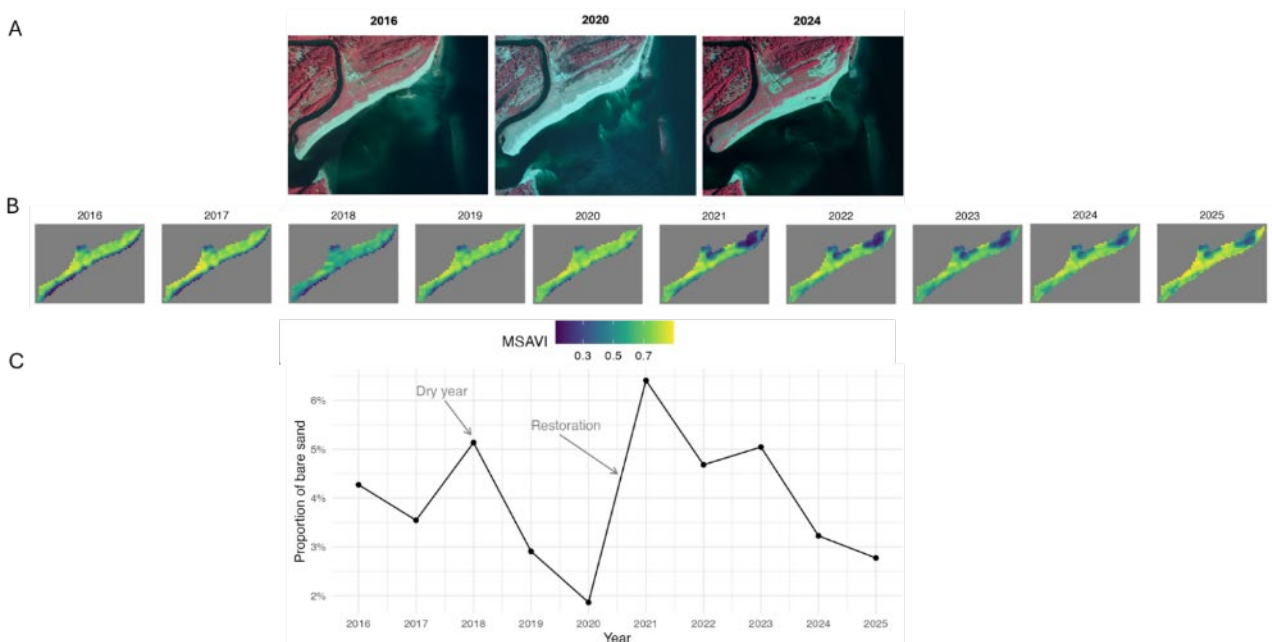 A
2016 2020 2024
B
2016 2017 2018 2019 2020 2021 2022 2023 2024 2025
MSAVI
0.3 0.5 0.7
C
Proportion of bare sand
6%
5%
4%
3%
2%
Dry year
Restoration
2016 2017 2018 2019 2020 2021 2022 2023 2024 2025
Year